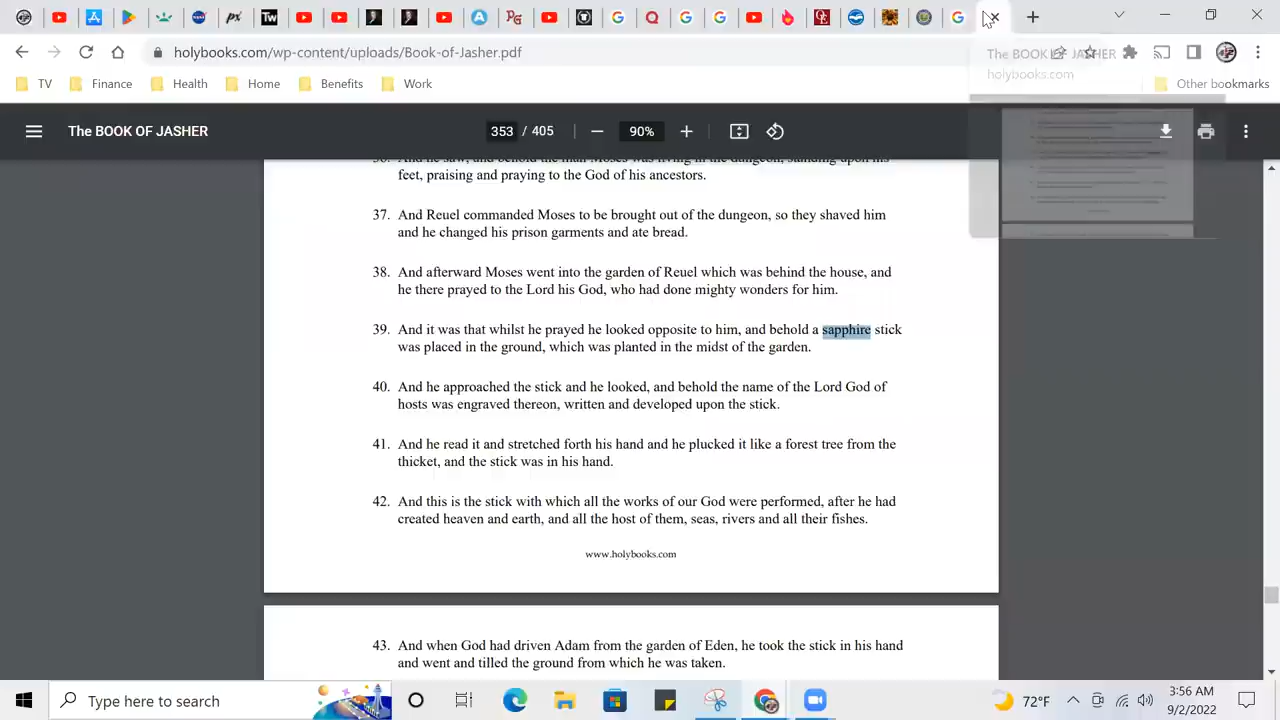 holybooks.com/wp-content/uploads/Book-of-Jasher.pdf
The BOOK OF JASHER
holybooks.com
TV
Finance
Health
Home
Benefits
Work
Other bookmarks
The BOOK OF JASHER
353 / 405
90%
feet, praising and praying to the God of his ancestors.
37. And Reuel commanded Moses to be brought out of the dungeon, so they shaved him
and he changed his prison garments and ate bread.
38. And afterward Moses went into the garden of Reuel which was behind the house, and
he there prayed to the Lord his God, who had done mighty wonders for him.
39. And it was that whilst he prayed he looked opposite to him, and behold a sapphire stick
was placed in the ground, which was planted in the midst of the garden.
40. And he approached the stick and he looked, and behold the name of the Lord God of
hosts was engraved thereon, written and developed upon the stick.
41. And he read it and stretched forth his hand and he plucked it like a forest tree from the
thicket, and the stick was in his hand.
42. And this is the stick with which all the works of our God were performed, after he had
created heaven and earth, and all the host of them, seas, rivers and all their fishes.
www.holybooks.com
43. And when God had driven Adam from the garden of Eden, he took the stick in his hand
and went and tilled the ground from which he was taken.
Type here to search
72°F
3:56 AM
9/2/2022